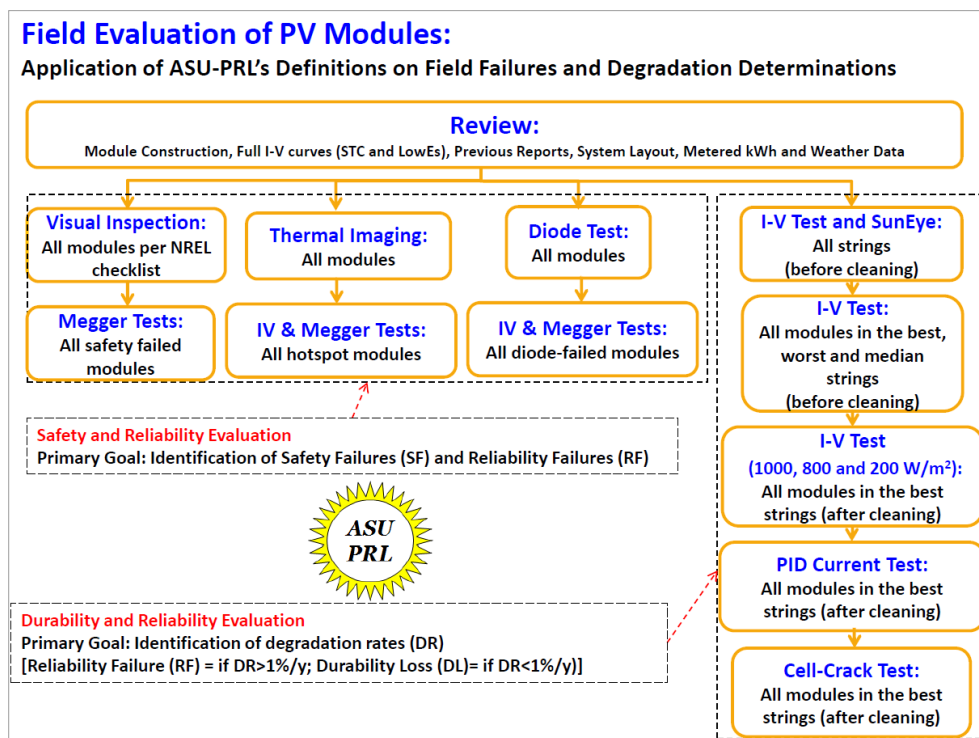 Field Evaluation of PV Modules:
Application of ASU-PRL's Definitions on Field Failures and Degradation Determinations
Review:
Module Construction, Full I-V curves (STC and LowEs), Previous Reports, System Layout, Metered kWh and Weather Data
Visual Inspection:
All modules per NREL
checklist
Megger Tests:
All safety failed
modules
Thermal Imaging:
All modules
IV & Megger Tests:
All hotspot modules
Diode Test:
All modules
IV & Megger Tests:
All diode-failed modules
I-V Test and SunEye:
All strings
(before cleaning)
I-V Test:
All modules in the best,
worst and median
strings
(before cleaning)
I-V Test
(1000, 800 and 200 W/m²):
All modules in the best
strings (after cleaning)
PID Current Test:
All modules in the best
strings (after cleaning)
Cell-Crack Test:
All modules in the best
strings (after cleaning)
Safety and Reliability Evaluation
Primary Goal: Identification of Safety Failures (SF) and Reliability Failures (RF)
ASU
PRL
Durability and Reliability Evaluation
Primary Goal: Identification of degradation rates (DR)
[Reliability Failure (RF) = if DR>1%/y; Durability Loss (DL)= if DR<1%/y)]